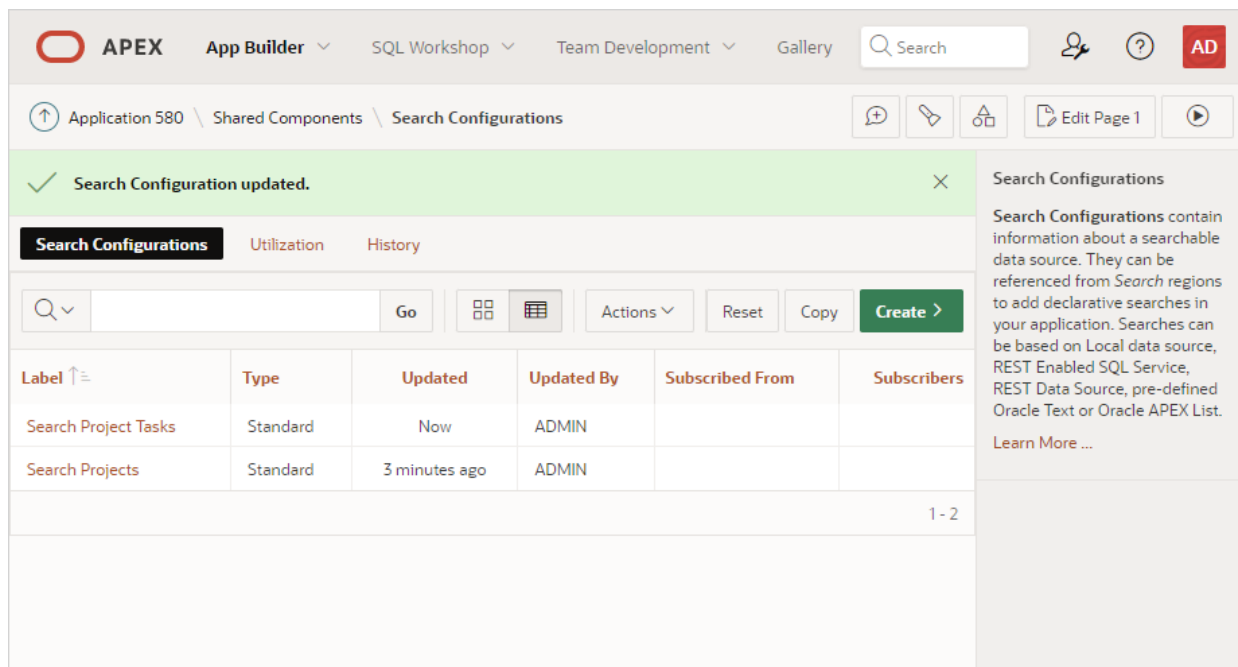 APEX App Builder SQL Workshop Team Development Gallery Search AD
Application 580 \ Shared Components \ Search Configurations Edit Page 1
Search Configuration updated.
Search Configurations Utilization History
Go Actions Reset Copy Create
Label Type Updated Updated By Subscribed From Subscribers
Search Project Tasks Standard Now ADMIN
Search Projects Standard 3 minutes ago ADMIN
1 - 2
Search Configurations
Search Configurations contain
information about a searchable
data source. They can be
referenced from Search regions
to add declarative searches in
your application. Searches can
be based on Local data source,
REST Enabled SQL Service,
REST Data Source, pre-defined
Oracle Text or Oracle APEX List.
Learn More ...